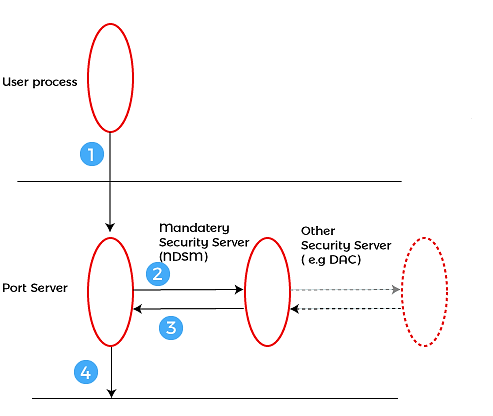 User process
1
Mandatery
Security Server
(NDSM)
Other
Security Server
( e.g DAC)
2
Port Server
3
4